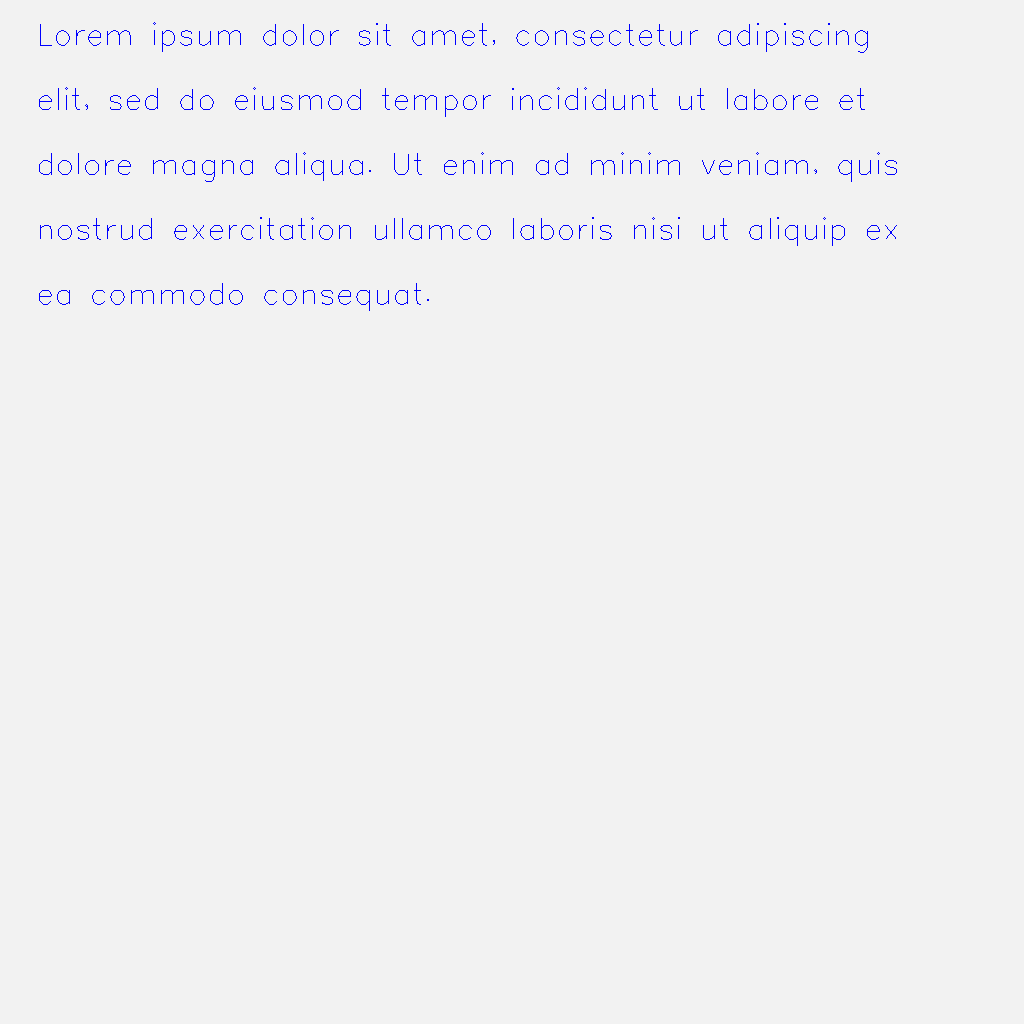 Lorem ipsum dolor sit amet, consectetur adipiscing
elit, sed do eiusmod tempor incididunt ut labore et
dolore magna aliqua. Ut enim ad minim veniam, quis
nostrud exercitation ullamco laboris nisi ut aliquip ex
ea commodo consequat.